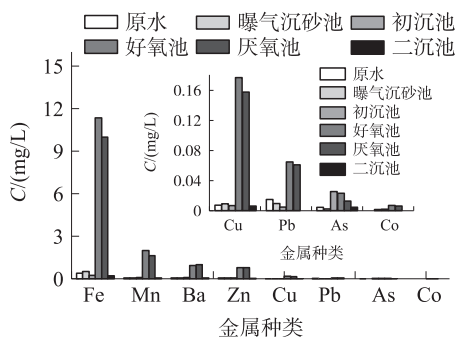 原水 曝气沉砂池 初沉池
好氧池 厌氧池 二沉池
15
12
9
6
3
0
C/(mg/L)
Fe Mn Ba Zn Cu Pb As Co
金属种类
0.16
0.12
0.08
0.04
0
C/(mg/L)
原水
曝气沉砂池
初沉池
好氧池
厌氧池
二沉池
Cu Pb As Co
金属种类